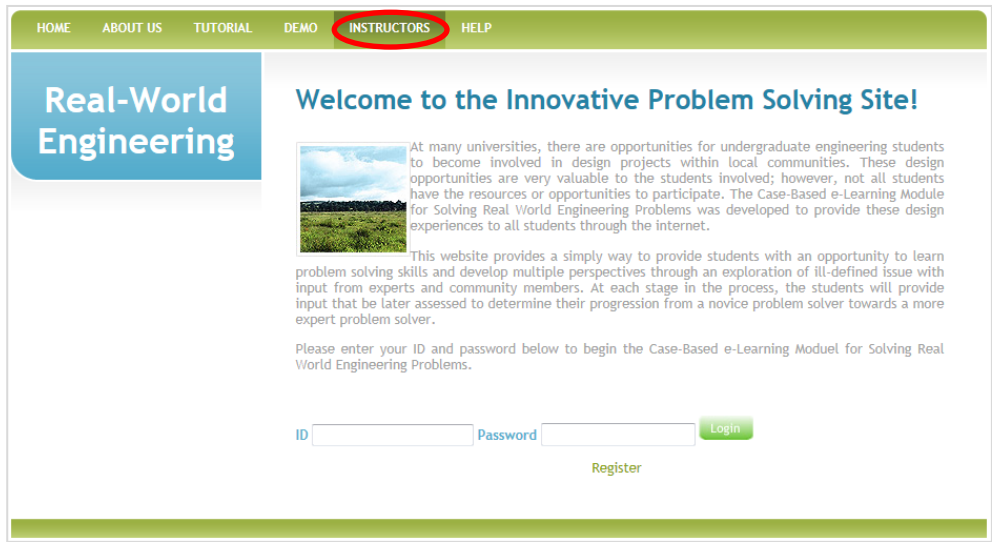 HOME ABOUT US TUTORIAL DEMO INSTRUCTORS HELP
Real-World
Engineering
Welcome to the Innovative Problem Solving Site!
At many universities, there are opportunities for undergraduate engineering students
to become involved in design projects within local communities. These design
opportunities are very valuable to the students involved; however, not all students
have the resources or opportunities to participate. The Case-Based e-Learning Module
for Solving Real World Engineering Problems was developed to provide these design
experiences to all students through the internet.
This website provides a simply way to provide students with an opportunity to learn
problem solving skills and develop multiple perspectives through an exploration of ill-defined issue with
input from experts and community members. At each stage in the process, the students will provide
input that be later assessed to determine their progression from a novice problem solver towards a more
expert problem solver.
Please enter your ID and password below to begin the Case-Based e-Learning Moduel for Solving Real
World Engineering Problems.
ID Password Login
Register